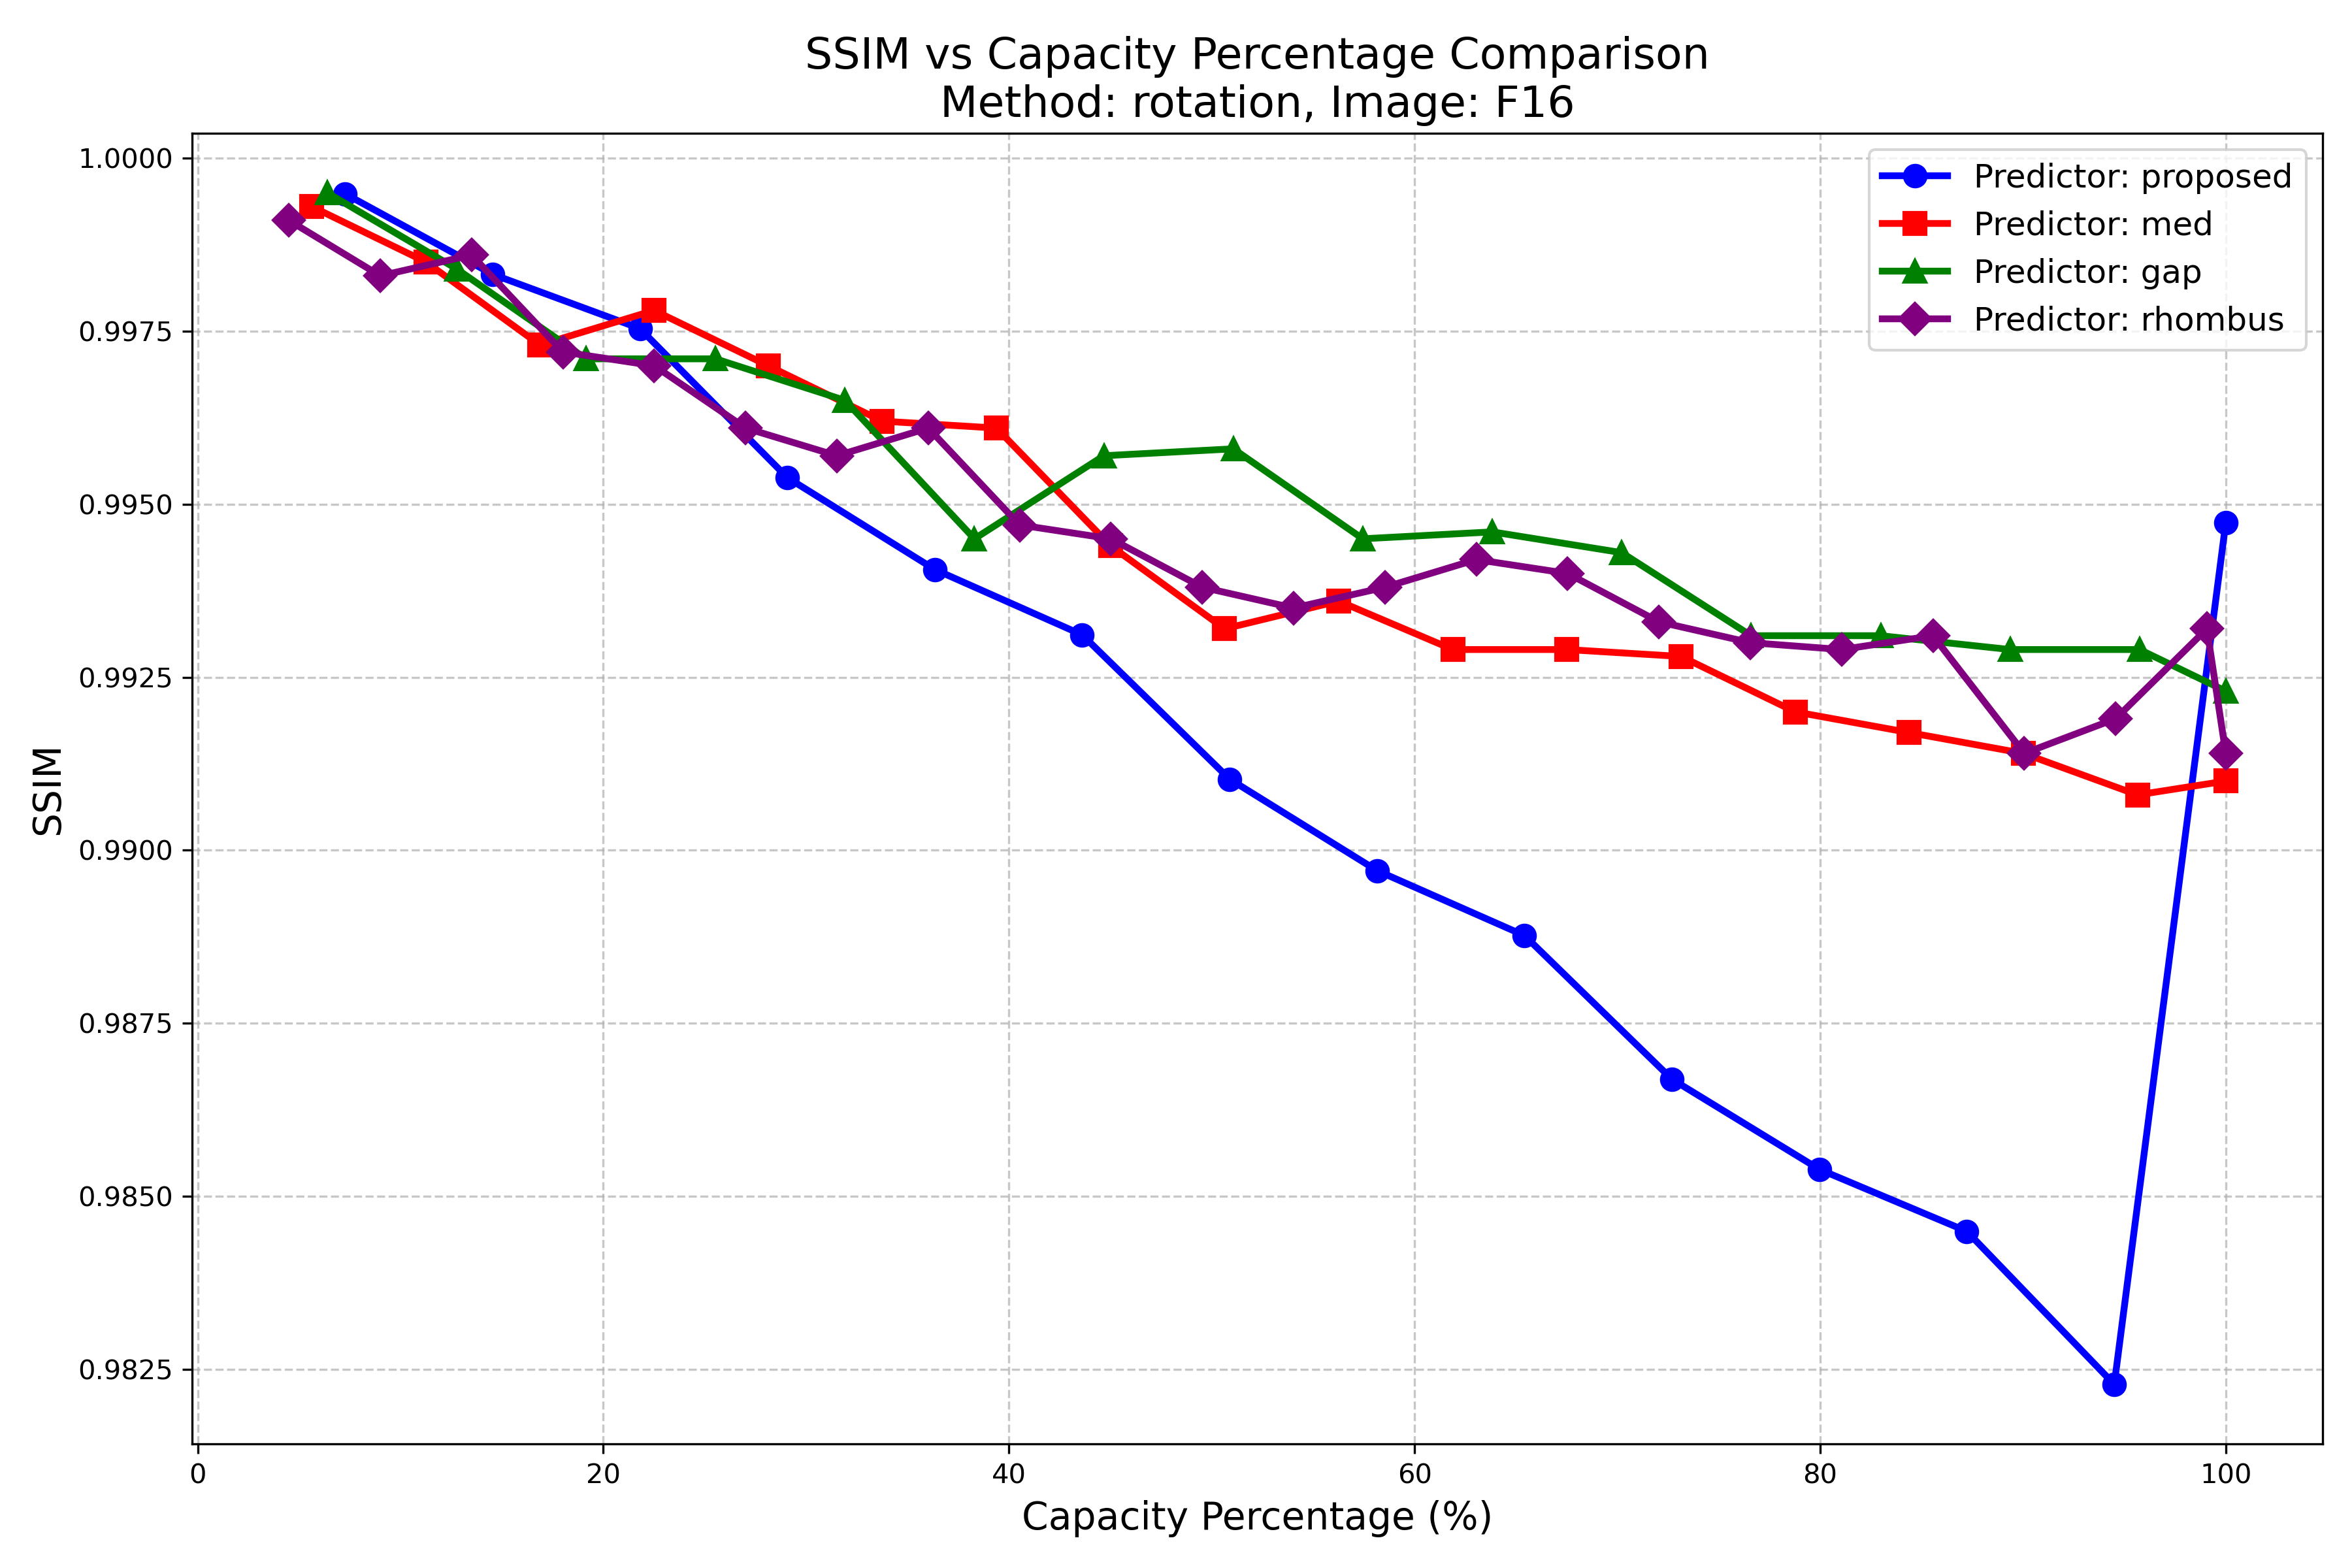 SSIM vs Capacity Percentage Comparison
Method: rotation, Image: F16
Predictor: proposed
Predictor: med
Predictor: gap
Predictor: rhombus
SSIM
1.0000
0.9975
0.9950
0.9925
0.9900
0.9875
0.9850
0.9825
0 20 40 60 80 100
Capacity Percentage (%)